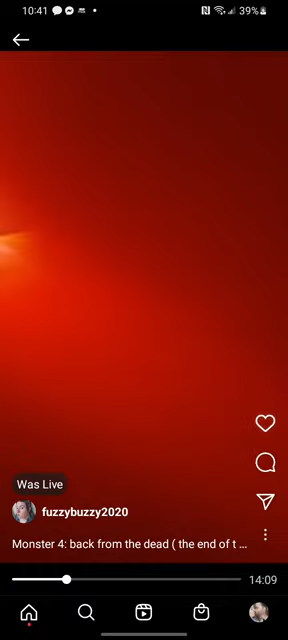 10:41
39%
Was Live
fuzzybuzzy2020
Monster 4: back from the dead ( the end of t ...
14:09